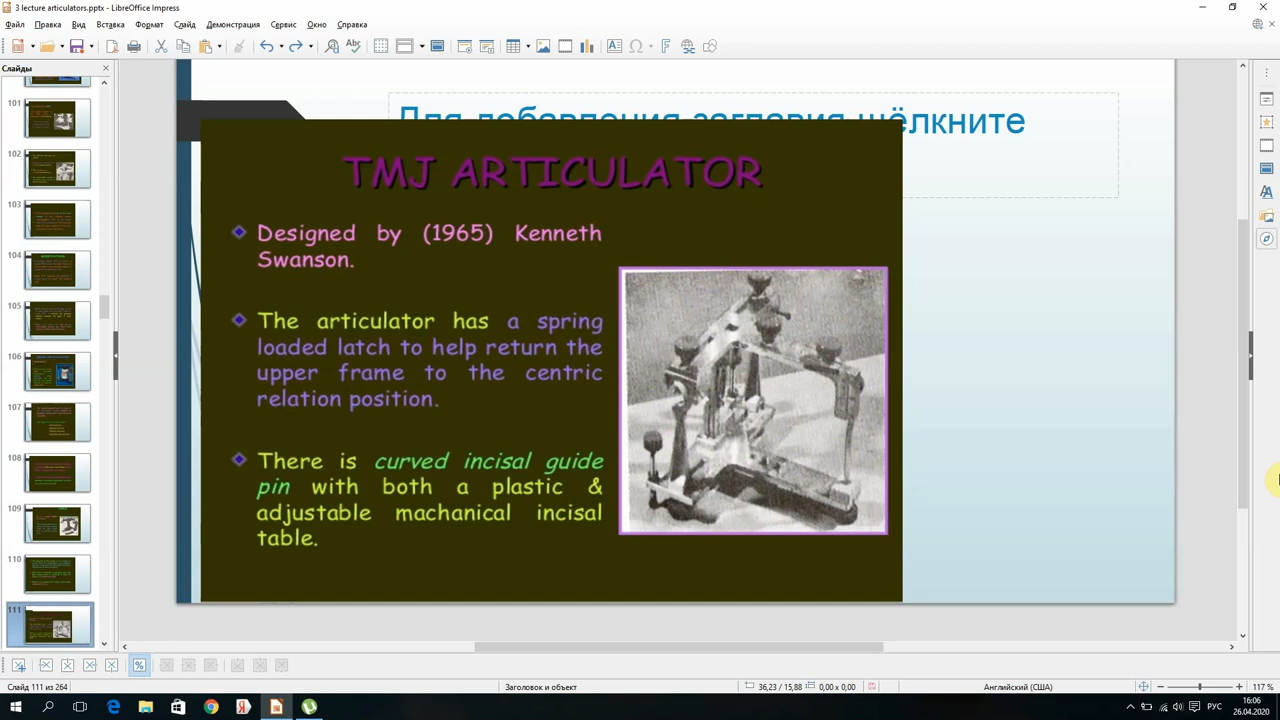 3 lecture articulators.pptx - LibreOffice Impress
Файл Правка Вид Вставка Формат Слайд Демонстрация Сервис Окно Справка
Слайды
101
102
103
104
105
106
107
108
109
110
111
Для добавления заглавия щёлкните
TMJ ARTICULATOR
Designed by (1965) Kenneth
Swanson.
The articulator has a spring
loaded latch to help return the
upper frame to the centric
relation position.
There is curved incisal guide
pin with both a plastic &
adjustable machanical incisal
table.
Слайд 111 из 264
Заголовок и объект
36,23 / 15,88
0,00 x 0,00
Английский (США)
117 %
РУС
16:06
26.04.2020